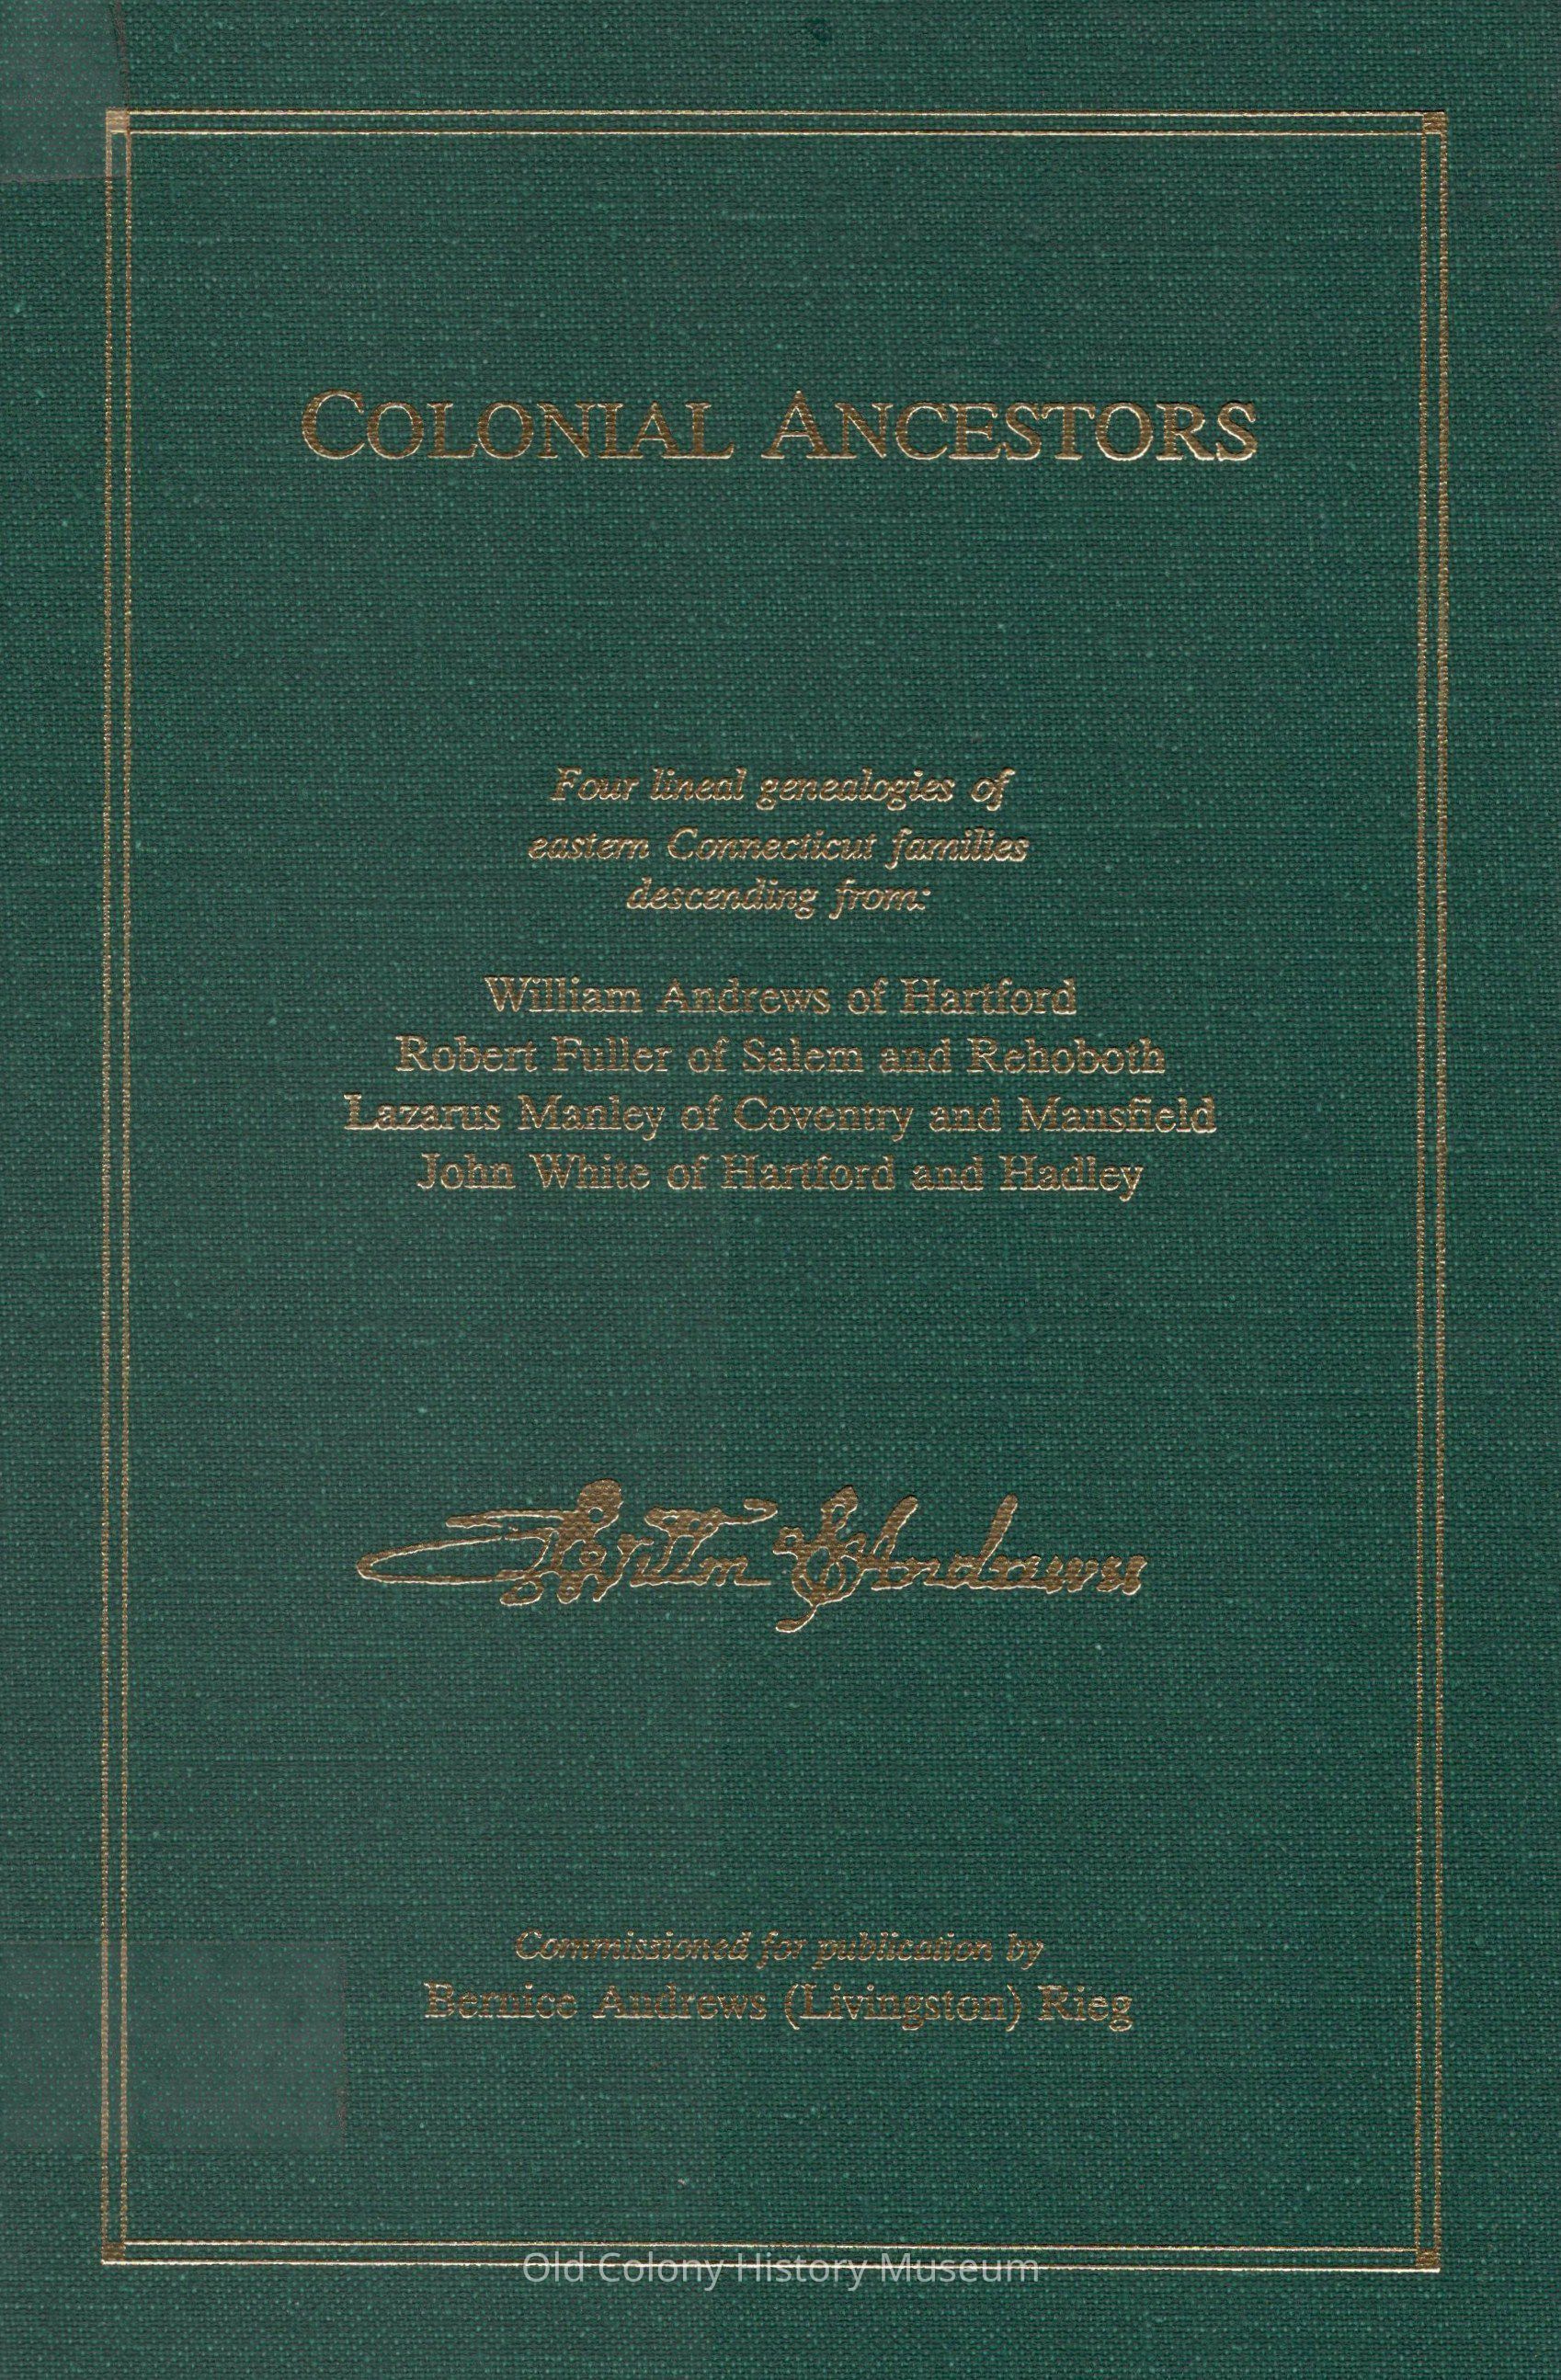 COLONIAL ANCESTORS
Four lineal genealogies of
eastern Connecticut families
descending from:
William Andrews of Hartford
Robert Fuller of Salem and Rehoboth
Lazarus Manley of Coventry and Mansfield
John White of Hartford and Hadley
Willm Andrews
Commissioned for publication by
Bernice Andrews (Livingston) Rieg
Old Colony History Museum